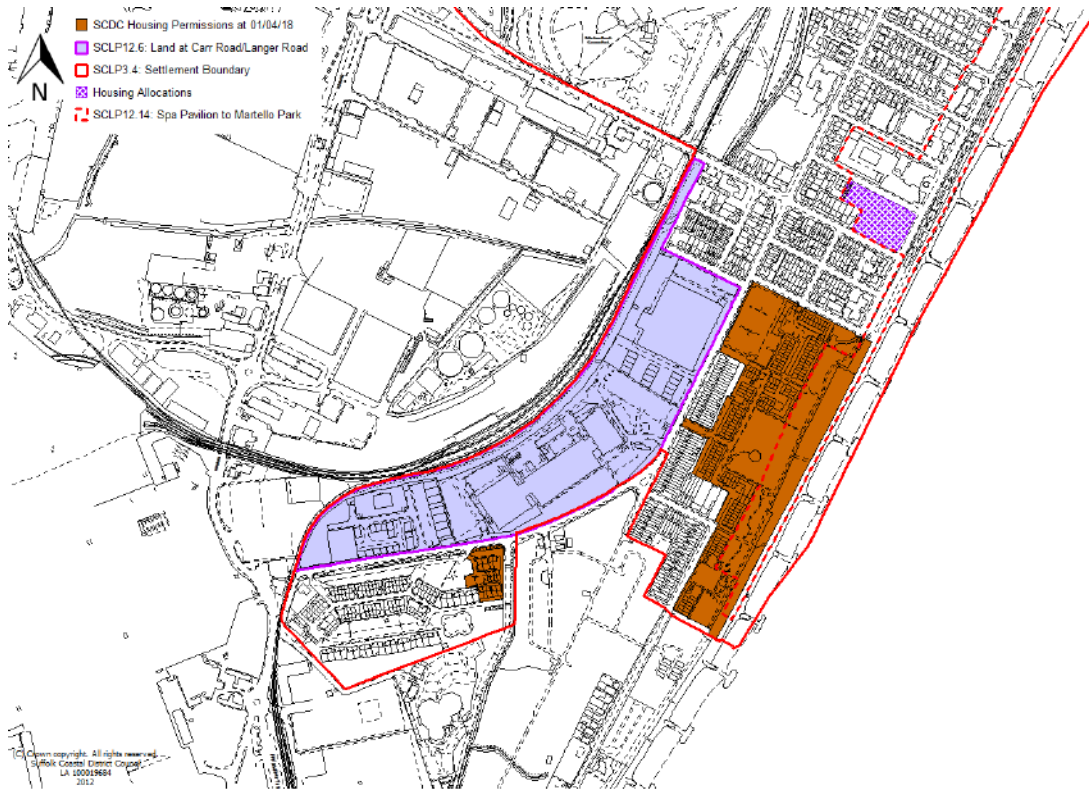 SCDC Housing Permissions at 01/04/18
SCLP12.6: Land at Carr Road/Langer Road
SCLP3.4: Settlement Boundary
Housing Allocations
SCLP12.14: Spa Pavilion to Martello Park
N
(C) Crown copyright. All rights reserved.
Suffolk Coastal District Council
LA 100019684
2012